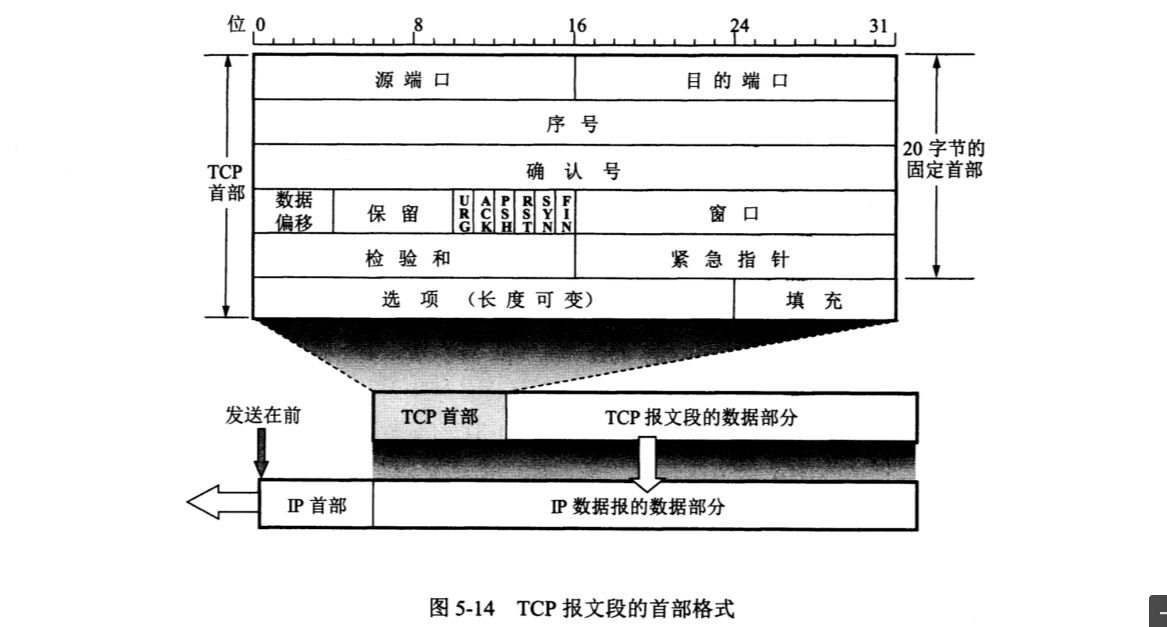 位 0 8 16 24 31
源端口 目的端口
序号
确认号
TCP
首部
20 字节的
固定首部
数据
偏移
保留
URG
ACK
PSH
RST
SYN
FIN
窗口
检验和 紧急指针
选项 (长度可变) 填充
发送在前
TCP 首部 TCP 报文段的数据部分
IP 首部 IP 数据报的数据部分
图 5-14 TCP 报文段的首部格式